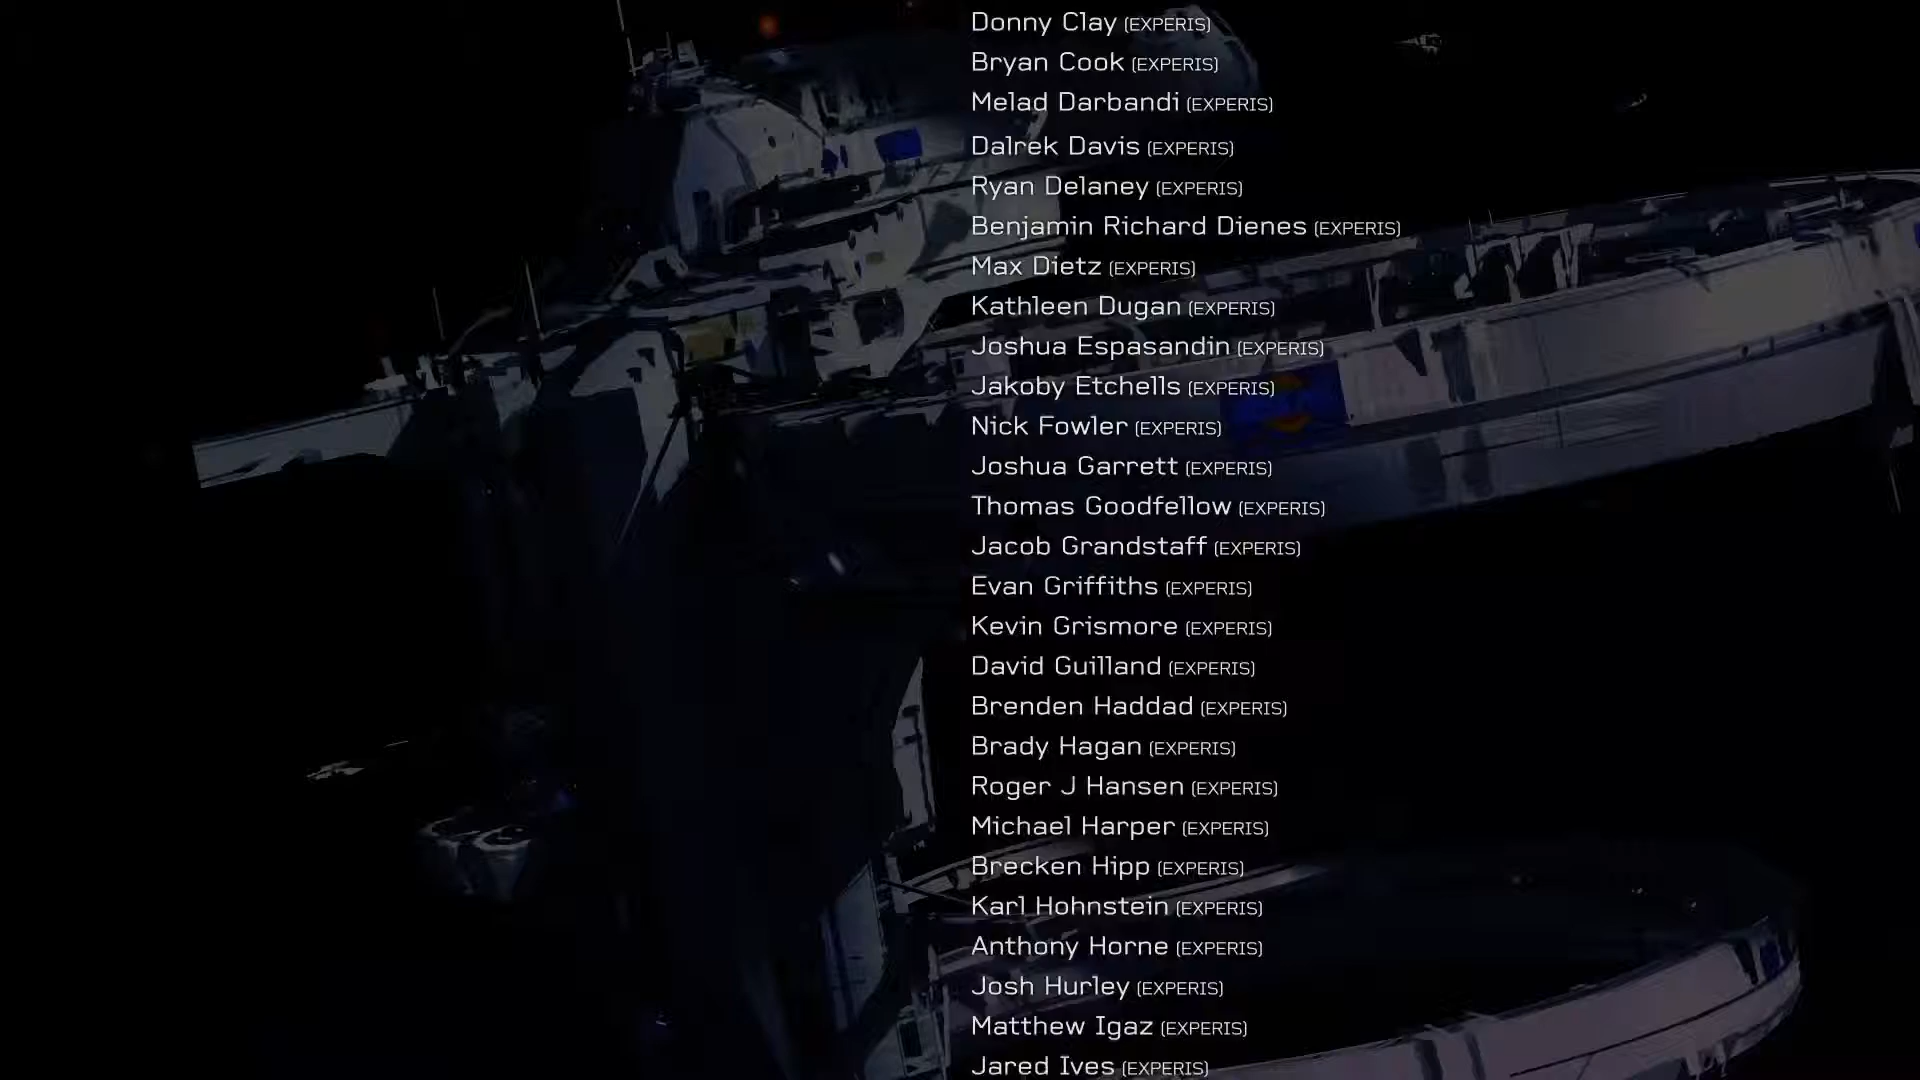 Donny Clay (EXPERIS)
Bryan Cook (EXPERIS)
Melad Darbandi (EXPERIS)
Dalrek Davis (EXPERIS)
Ryan Delaney (EXPERIS)
Benjamin Richard Dienes (EXPERIS)
Max Dietz (EXPERIS)
Kathleen Dugan (EXPERIS)
Joshua Espasandin (EXPERIS)
Jakoby Etchells (EXPERIS)
Nick Fowler (EXPERIS)
Joshua Garrett (EXPERIS)
Thomas Goodfellow (EXPERIS)
Jacob Grandstaff (EXPERIS)
Evan Griffiths (EXPERIS)
Kevin Grismore (EXPERIS)
David Guilland (EXPERIS)
Brenden Haddad (EXPERIS)
Brady Hagan (EXPERIS)
Roger J Hansen (EXPERIS)
Michael Harper (EXPERIS)
Brecken Hipp (EXPERIS)
Karl Hohnstein (EXPERIS)
Anthony Horne (EXPERIS)
Josh Hurley (EXPERIS)
Matthew Igaz (EXPERIS)
Jared Ives (EXPERIS)